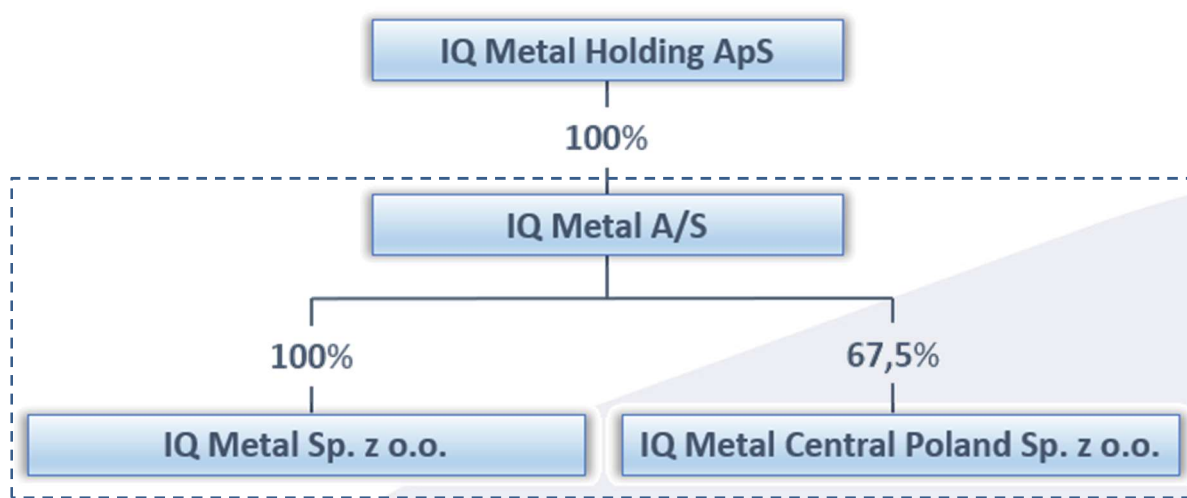 IQ Metal Holding ApS
100%
IQ Metal A/S
100%
67,5%
IQ Metal Sp. z o.o.
IQ Metal Central Poland Sp. z o.o.